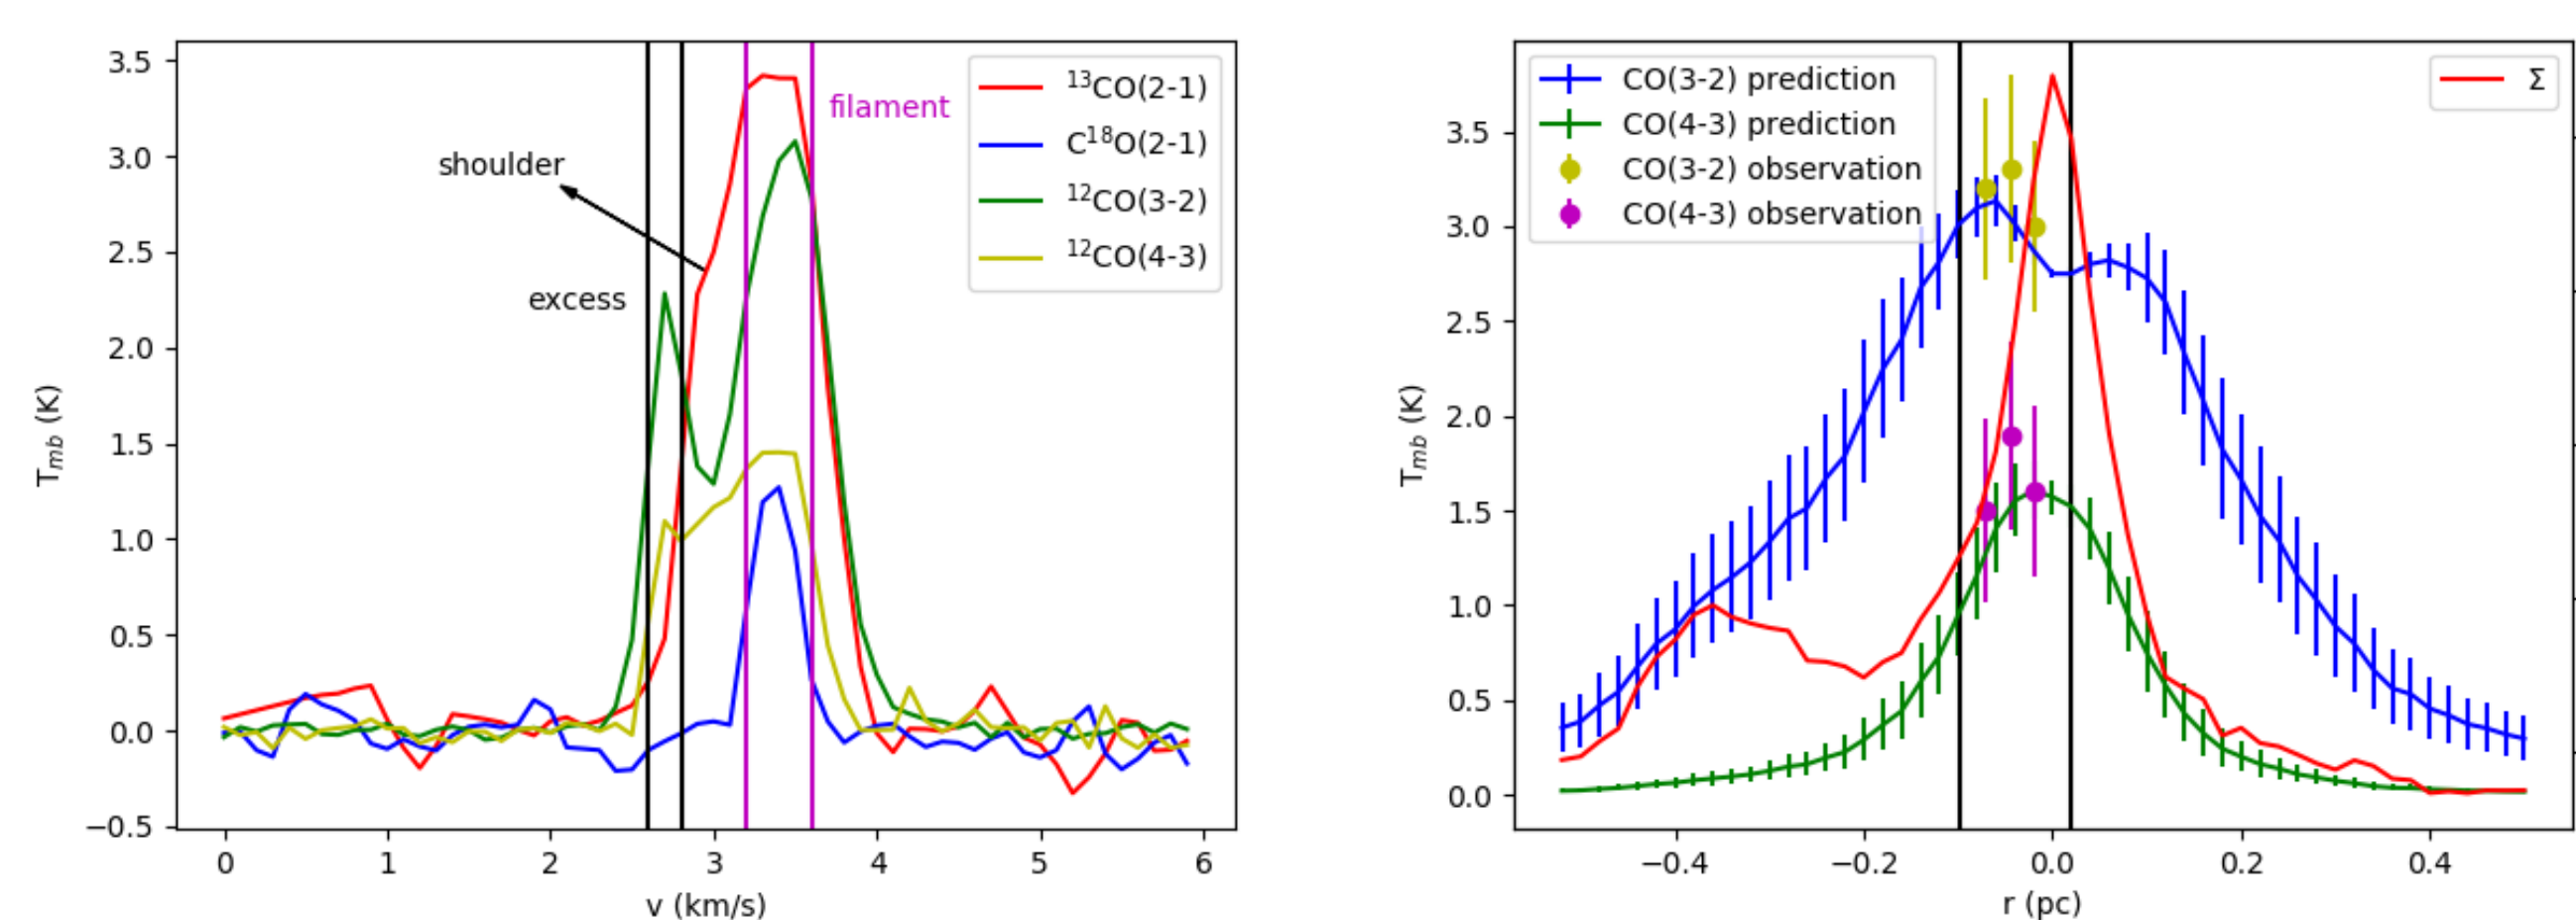 3.5
3.0
2.5
2.0
1.5
1.0
0.5
0.0
−0.5
T_mb (K)
0 1 2 3 4 5 6
v (km/s)
shoulder
excess
filament
¹³CO(2-1)
C¹⁸O(2-1)
¹²CO(3-2)
¹²CO(4-3)
3.5
3.0
2.5
2.0
1.5
1.0
0.5
0.0
T_mb (K)
−0.4 −0.2 0.0 0.2 0.4
r (pc)
CO(3-2) prediction
CO(4-3) prediction
CO(3-2) observation
CO(4-3) observation
Σ